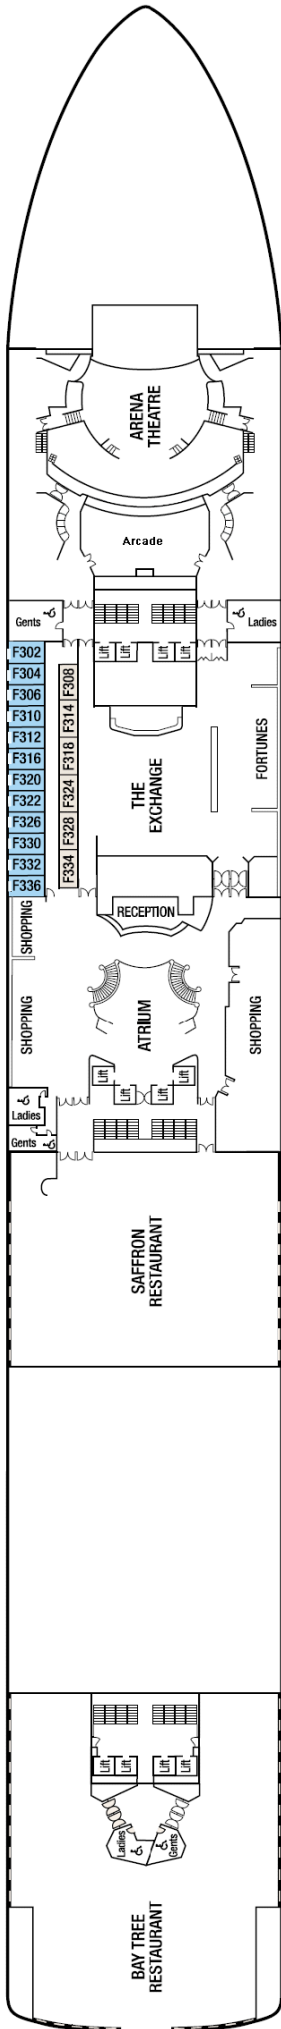 ARENA
THEATRE
Arcade
Gents
Ladies
Lift
Lift
Lift
Lift
F302
F304
F306
F310
F312
F316
F320
F322
F326
F330
F332
F336
F308
F314
F318
F324
F328
F334
THE
EXCHANGE
FORTUNES
SHOPPING
RECEPTION
SHOPPING
ATRIUM
SHOPPING
Lift
Lift
Lift
Lift
Ladies
Gents
SAFFRON
RESTAURANT
Lift
Lift
Lift
Lift
Ladies
Gents
BAY TREE
RESTAURANT